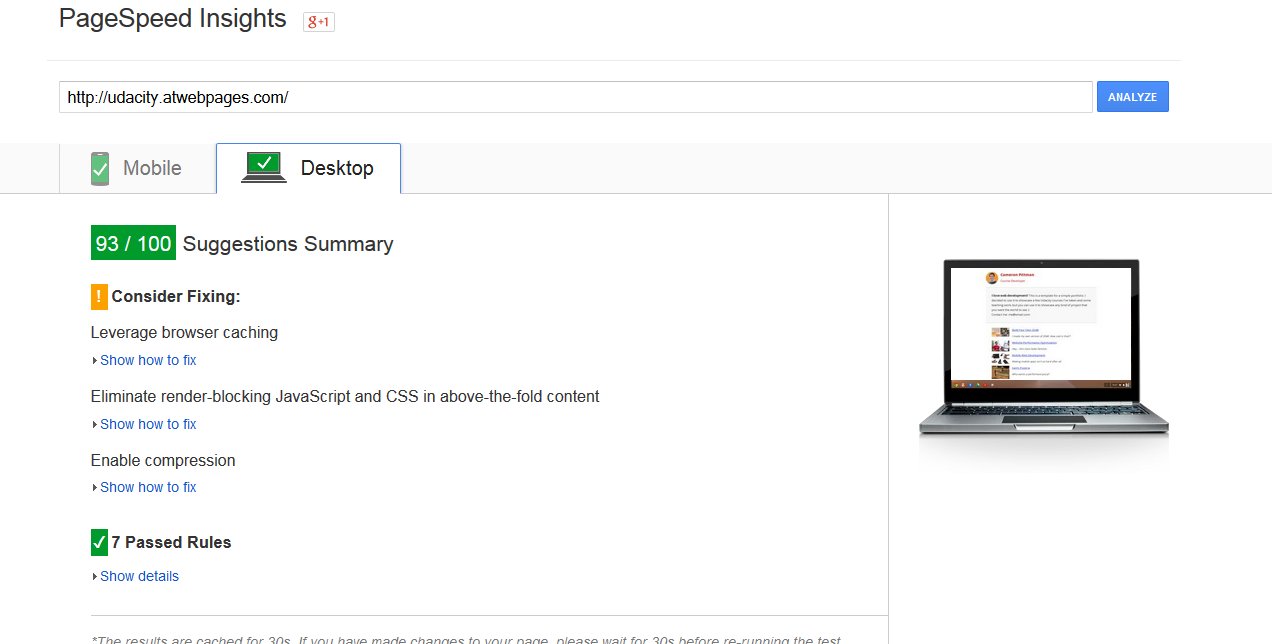 PageSpeed Insights g+1
http://udacity.atwebpages.com/
ANALYZE
Mobile
Desktop
93 / 100 Suggestions Summary
! Consider Fixing:
Leverage browser caching
Show how to fix
Eliminate render-blocking JavaScript and CSS in above-the-fold content
Show how to fix
Enable compression
Show how to fix
7 Passed Rules
Show details
*The results are cached for 30s. If you have made changes to your page, please wait for 30s before re-running the test.
Cameron Pittman